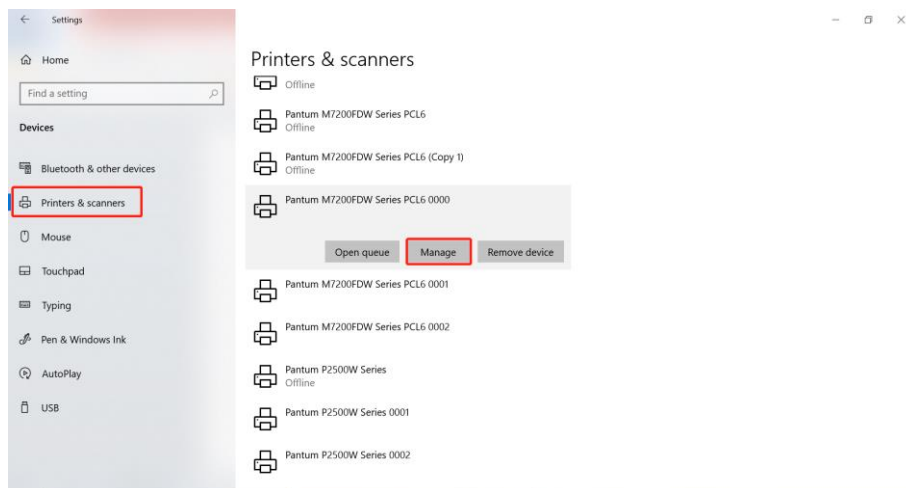 Settings
Home
Find a setting
Devices
Bluetooth & other devices
Printers & scanners
Mouse
Touchpad
Typing
Pen & Windows Ink
AutoPlay
USB
Printers & scanners
Offline
Pantum M7200FDW Series PCL6
Offline
Pantum M7200FDW Series PCL6 (Copy 1)
Offline
Pantum M7200FDW Series PCL6 0000
Open queue Manage Remove device
Pantum M7200FDW Series PCL6 0001
Pantum M7200FDW Series PCL6 0002
Pantum P2500W Series
Offline
Pantum P2500W Series 0001
Pantum P2500W Series 0002